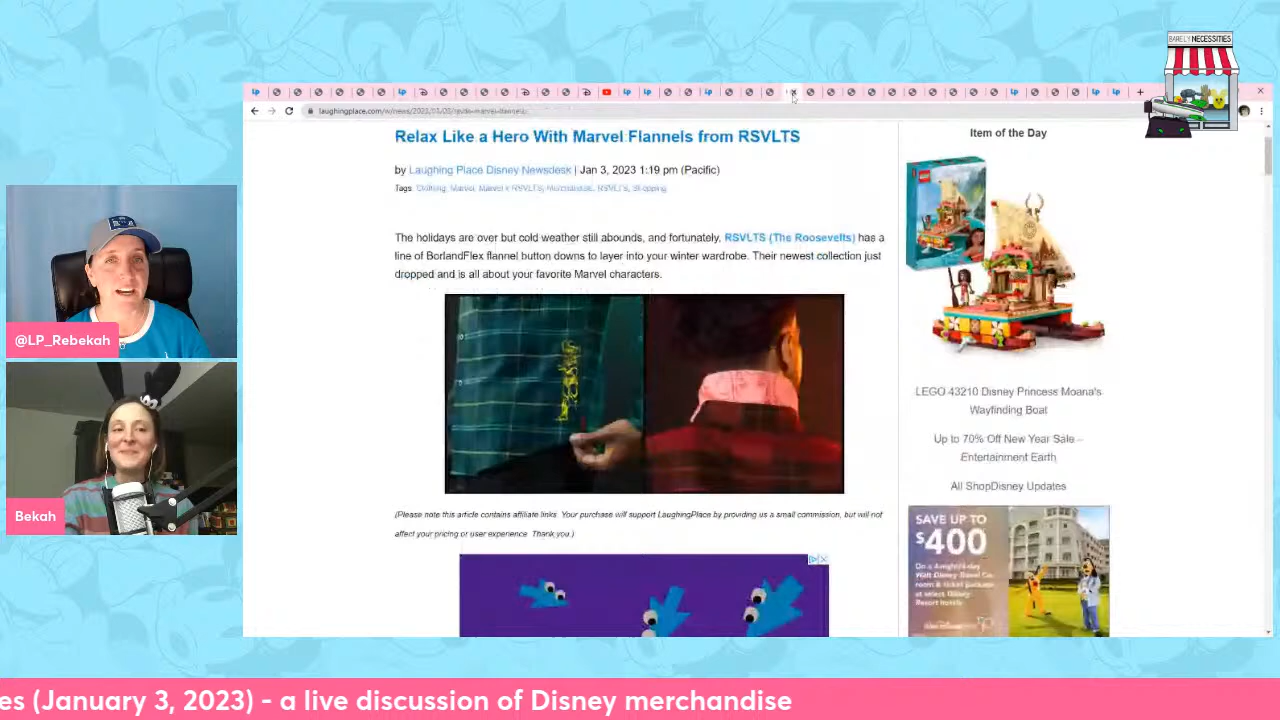 BARELY NECESSITIES
Relax Like a Hero With Marvel Flannels from RSVLTS
by Laughing Place Disney Newsdesk | Jan 3, 2023 1:19 pm (Pacific)
Tags: Clothing, Marvel, Marvel x RSVLTS, Merchandise, RSVLTS, Shopping
The holidays are over but cold weather still abounds, and fortunately, RSVLTS (The Roosevelts) has a
line of BorlandFlex flannel button downs to layer into your winter wardrobe. Their newest collection just
dropped and is all about your favorite Marvel characters.
(Please note this article contains affiliate links. Your purchase will support LaughingPlace by providing us a small commission, but will not
affect your pricing or user experience. Thank you.)
Item of the Day
LEGO 43210 Disney Princess Moana's
Wayfinding Boat
Up to 70% Off New Year Sale –
Entertainment Earth
All ShopDisney Updates
SAVE UP TO
$400
@LP_Rebekah
Bekah
es (January 3, 2023) - a live discussion of Disney merchandise